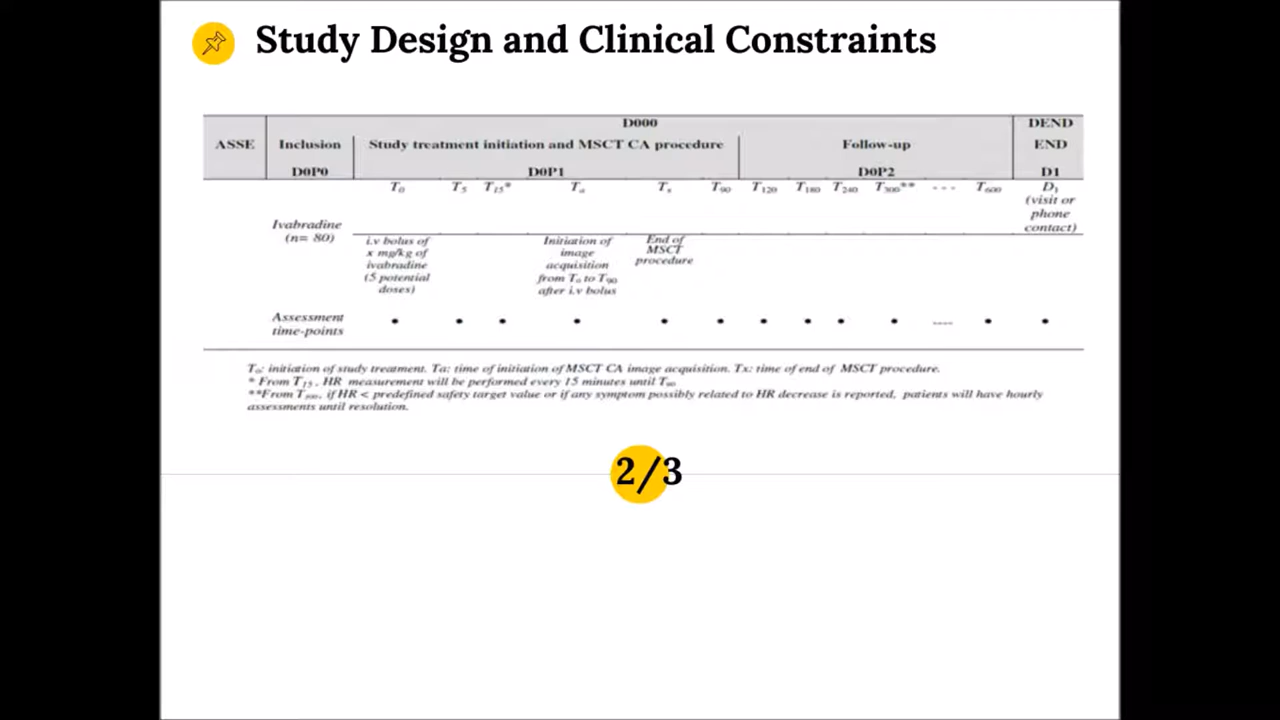 Study Design and Clinical Constraints
D000 DEND
ASSE Inclusion Study treatment initiation and MSCT CA procedure Follow-up END
D0P0 D0P1 D0P2 D1
T0 T5 T15* Ta Tx T90 T120 T180 T240 T300** - - - T600 D1
(visit or
phone
contact)
Ivabradine
(n= 80)
i.v bolus of
x mg/kg of
ivabradine
(5 potential
doses)
Initiation of
image
acquisition
from To to T90
after i.v bolus
End of
MSCT
procedure
Assessment
time-points
• • • • • • • • • • ---- • •
To: initiation of study treatment. Ta: time of initiation of MSCT CA image acquisition. Tx: time of end of MSCT procedure.
* From T15, HR measurement will be performed every 15 minutes until T90
**From T300, if HR < predefined safety target value or if any symptom possibly related to HR decrease is reported, patients will have hourly
assessments until resolution.
2/3